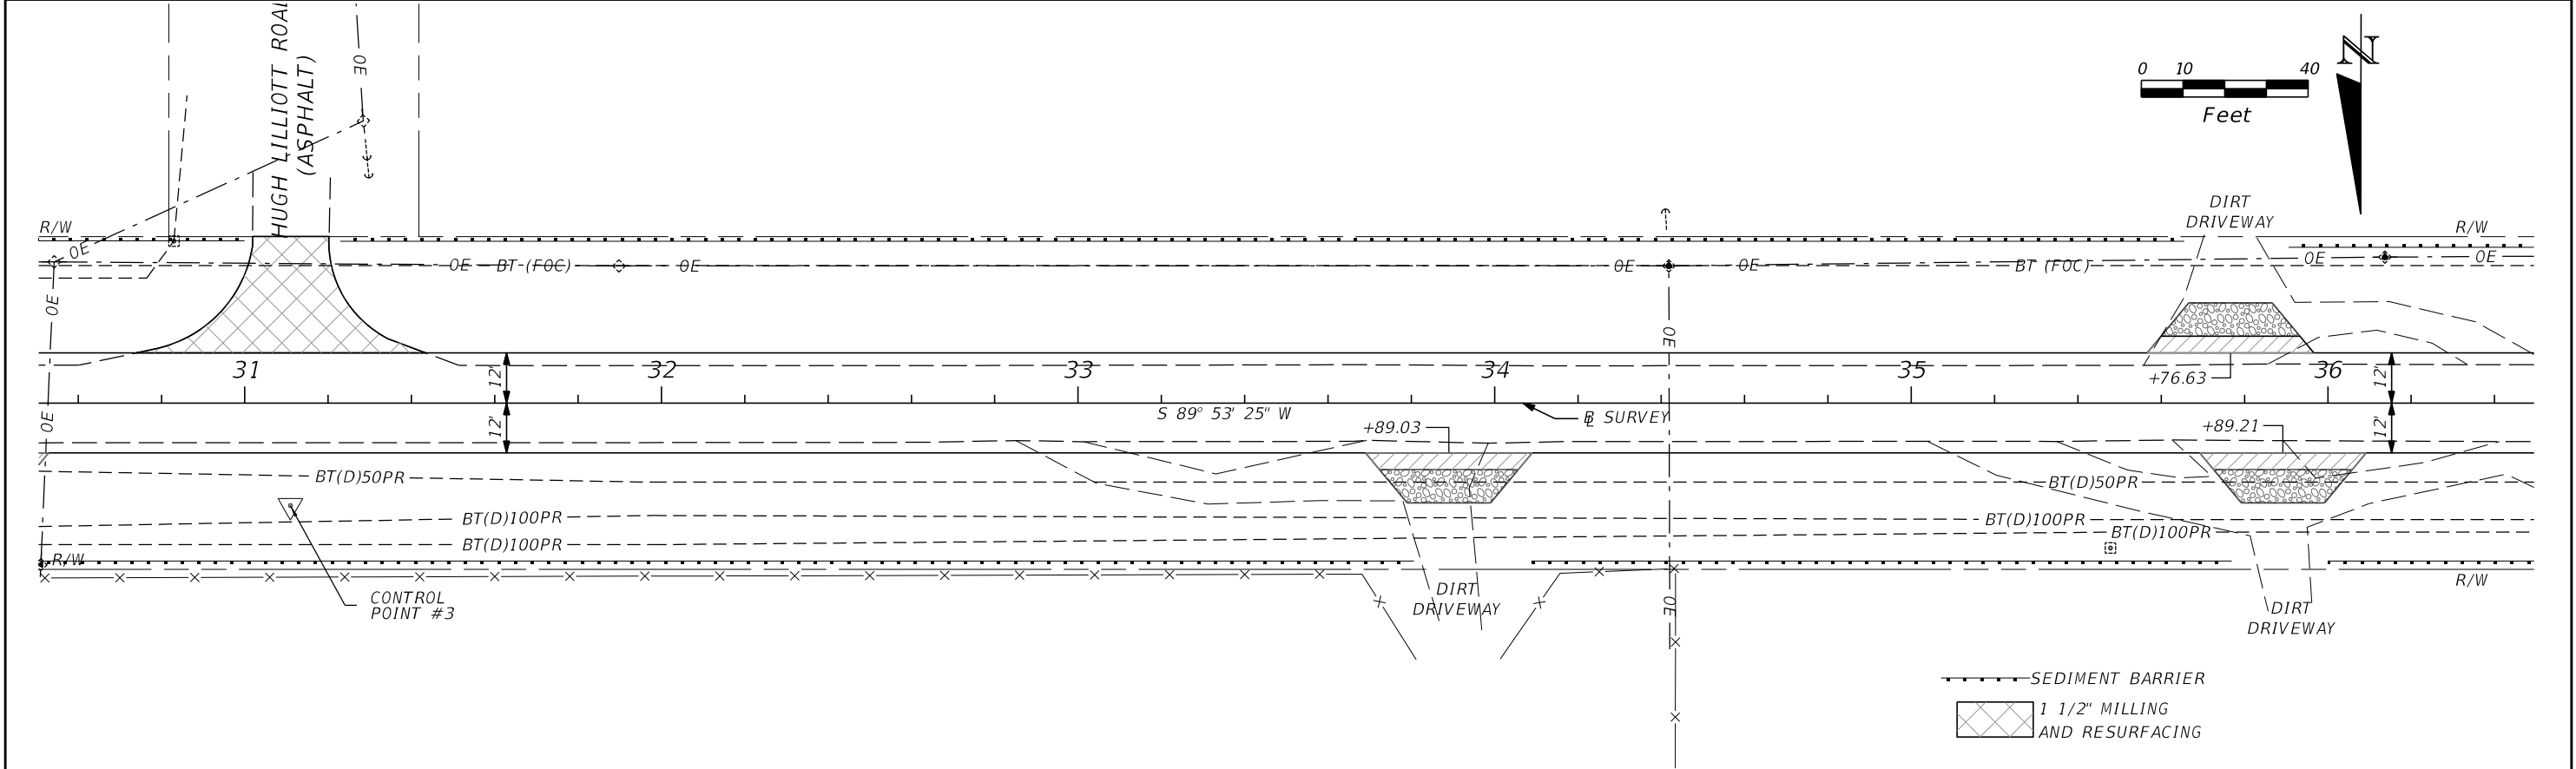 HUGH LILLIOTT ROAD
(ASPHALT)
OE
0 10 40
Feet
N
DIRT
DRIVEWAY
R/W
R/W
OE
OE
BT (FOC)
OE
OE
OE
BT (FOC)
OE
OE
OE
OE
31
32
33
34
35
36
12'
12'
+76.63
S 89° 53' 25" W
BL SURVEY
OE
12'
12'
+89.03
+89.21
BT(D)50PR
BT(D)50PR
BT(D)100PR
BT(D)100PR
BT(D)100PR
BT(D)100PR
R/W
R/W
CONTROL
POINT #3
DIRT
DRIVEWAY
OE
DIRT
DRIVEWAY
SEDIMENT BARRIER
1 1/2" MILLING
AND RESURFACING